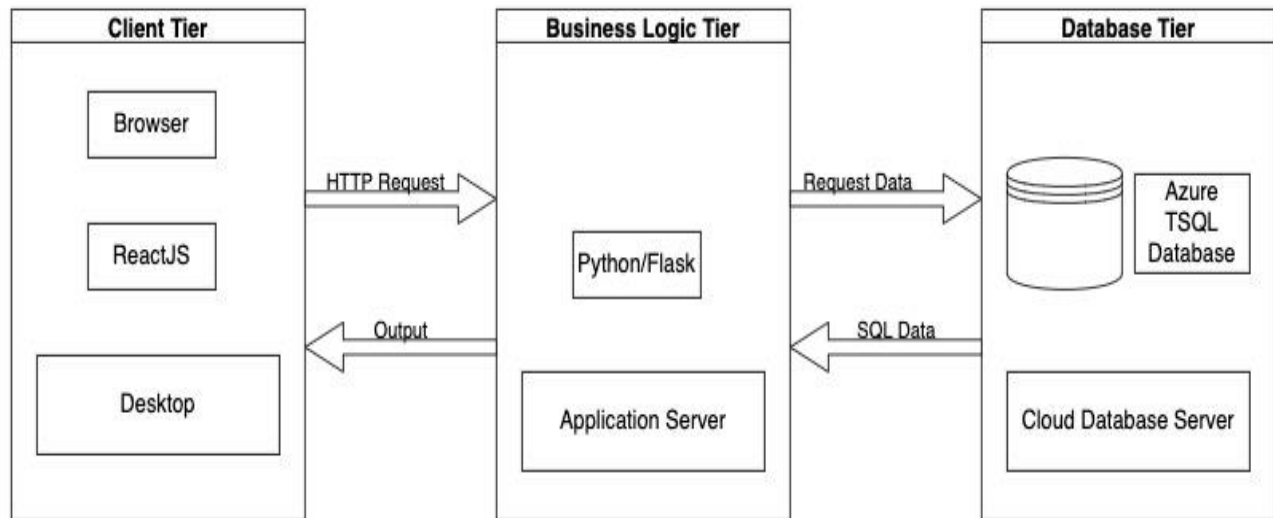 Client Tier
Browser
ReactJS
Desktop
HTTP Request
Output
Business Logic Tier
Python/Flask
Application Server
Request Data
SQL Data
Database Tier
Azure
TSQL
Database
Cloud Database Server